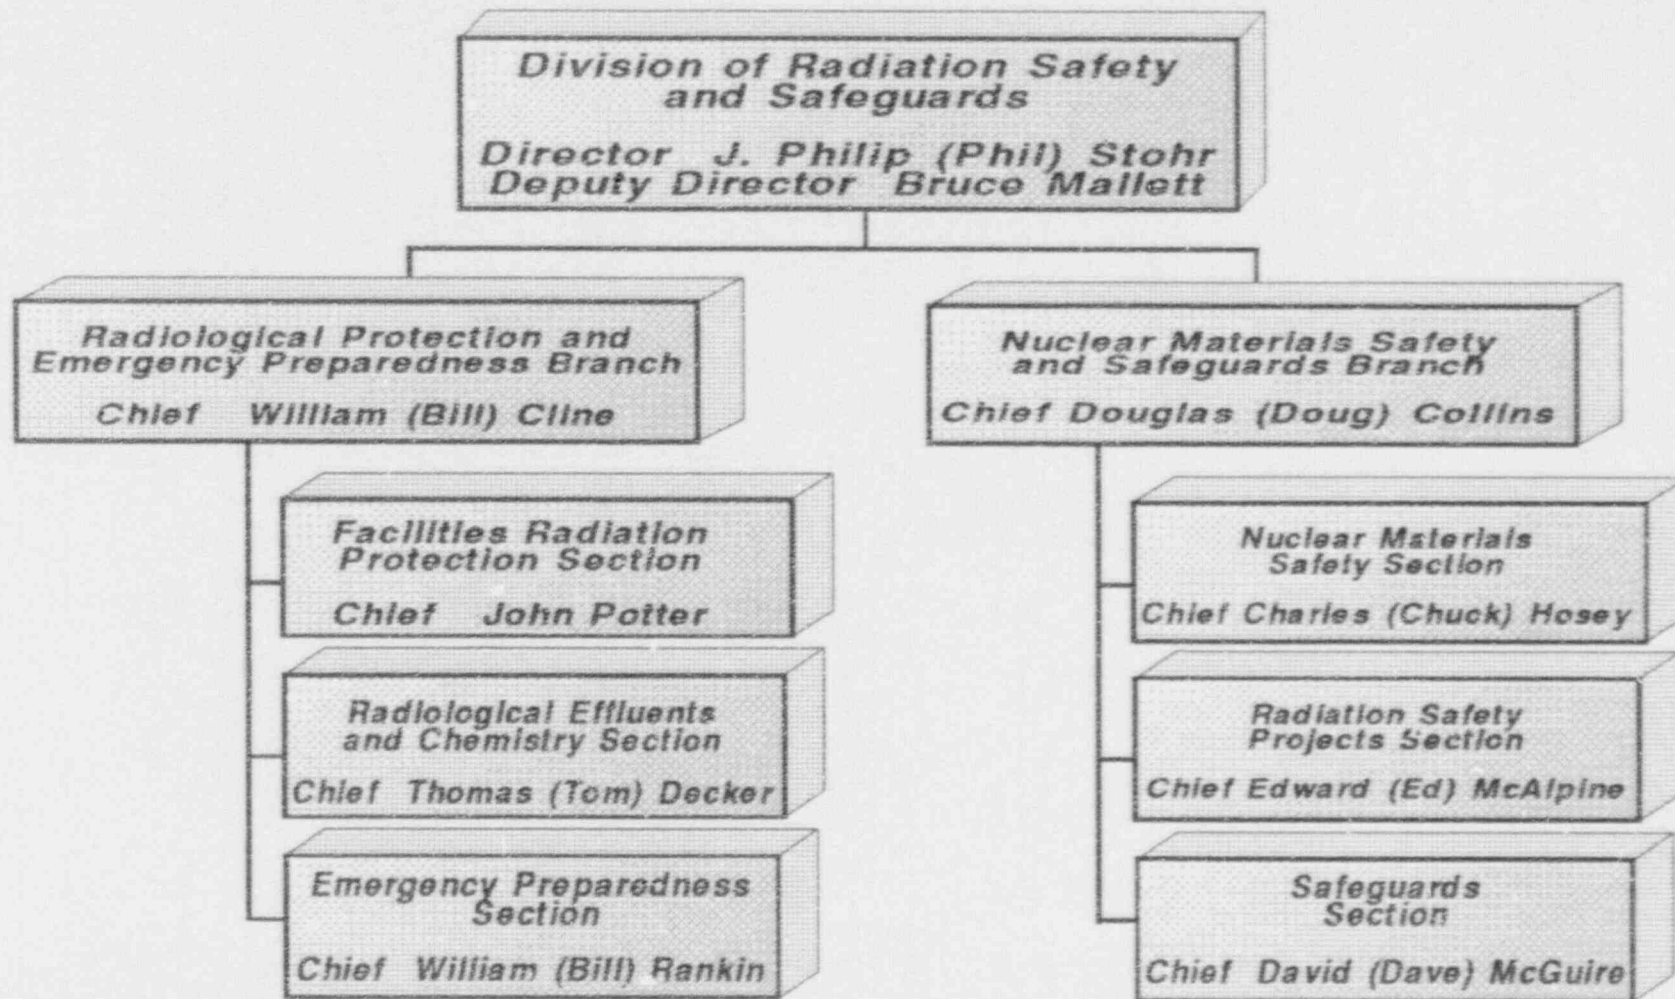 Division of Radiation Safety
and Safeguards
Director J. Philip (Phil) Stohr
Deputy Director Bruce Mallett
Radiological Protection and
Emergency Preparedness Branch
Chief William (Bill) Cline
Facilities Radiation
Protection Section
Chief John Potter
Radiological Effluents
and Chemistry Section
Chief Thomas (Tom) Decker
Emergency Preparedness
Section
Chief William (Bill) Rankin
Nuclear Materials Safety
and Safeguards Branch
Chief Douglas (Doug) Collins
Nuclear Materials
Safety Section
Chief Charles (Chuck) Hosey
Radiation Safety
Projects Section
Chief Edward (Ed) McAlpine
Safeguards
Section
Chief David (Dave) McGuire